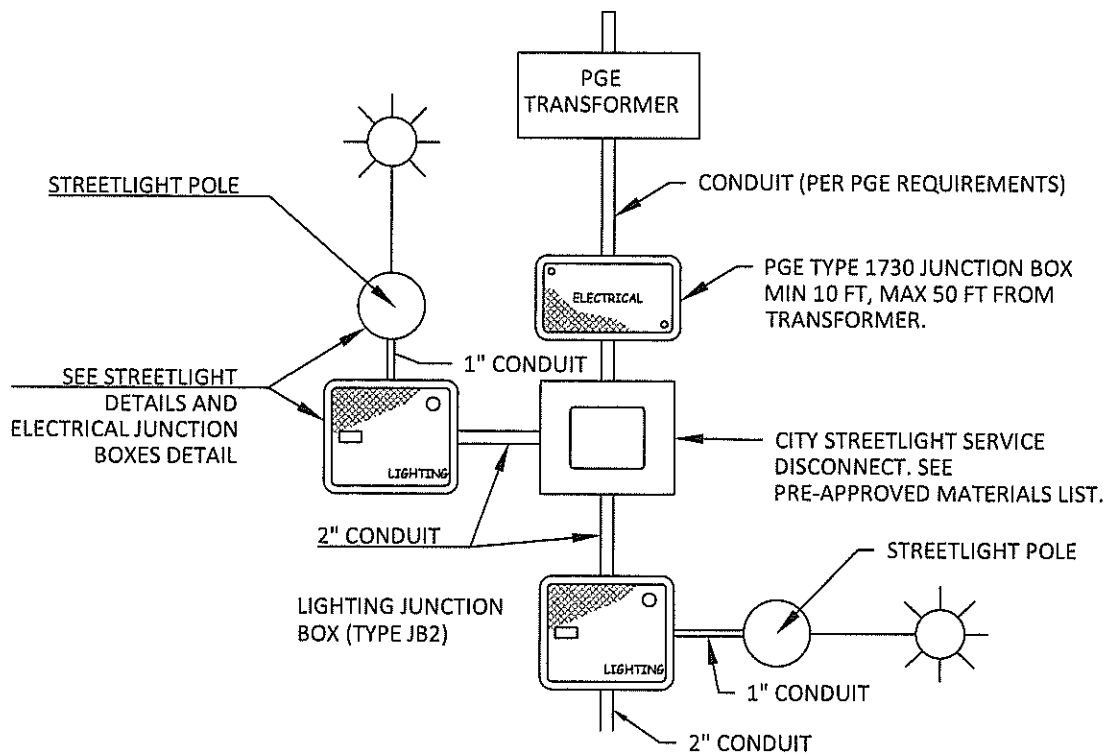 PGE
TRANSFORMER
STREETLIGHT POLE
CONDUIT (PER PGE REQUIREMENTS)
ELECTRICAL
PGE TYPE 1730 JUNCTION BOX
MIN 10 FT, MAX 50 FT FROM
TRANSFORMER.
1" CONDUIT
SEE STREETLIGHT
DETAILS AND
ELECTRICAL JUNCTION
BOXES DETAIL
LIGHTING
CITY STREETLIGHT SERVICE
DISCONNECT. SEE
PRE-APPROVED MATERIALS LIST.
2" CONDUIT
STREETLIGHT POLE
LIGHTING JUNCTION
BOX (TYPE JB2)
LIGHTING
1" CONDUIT
2" CONDUIT